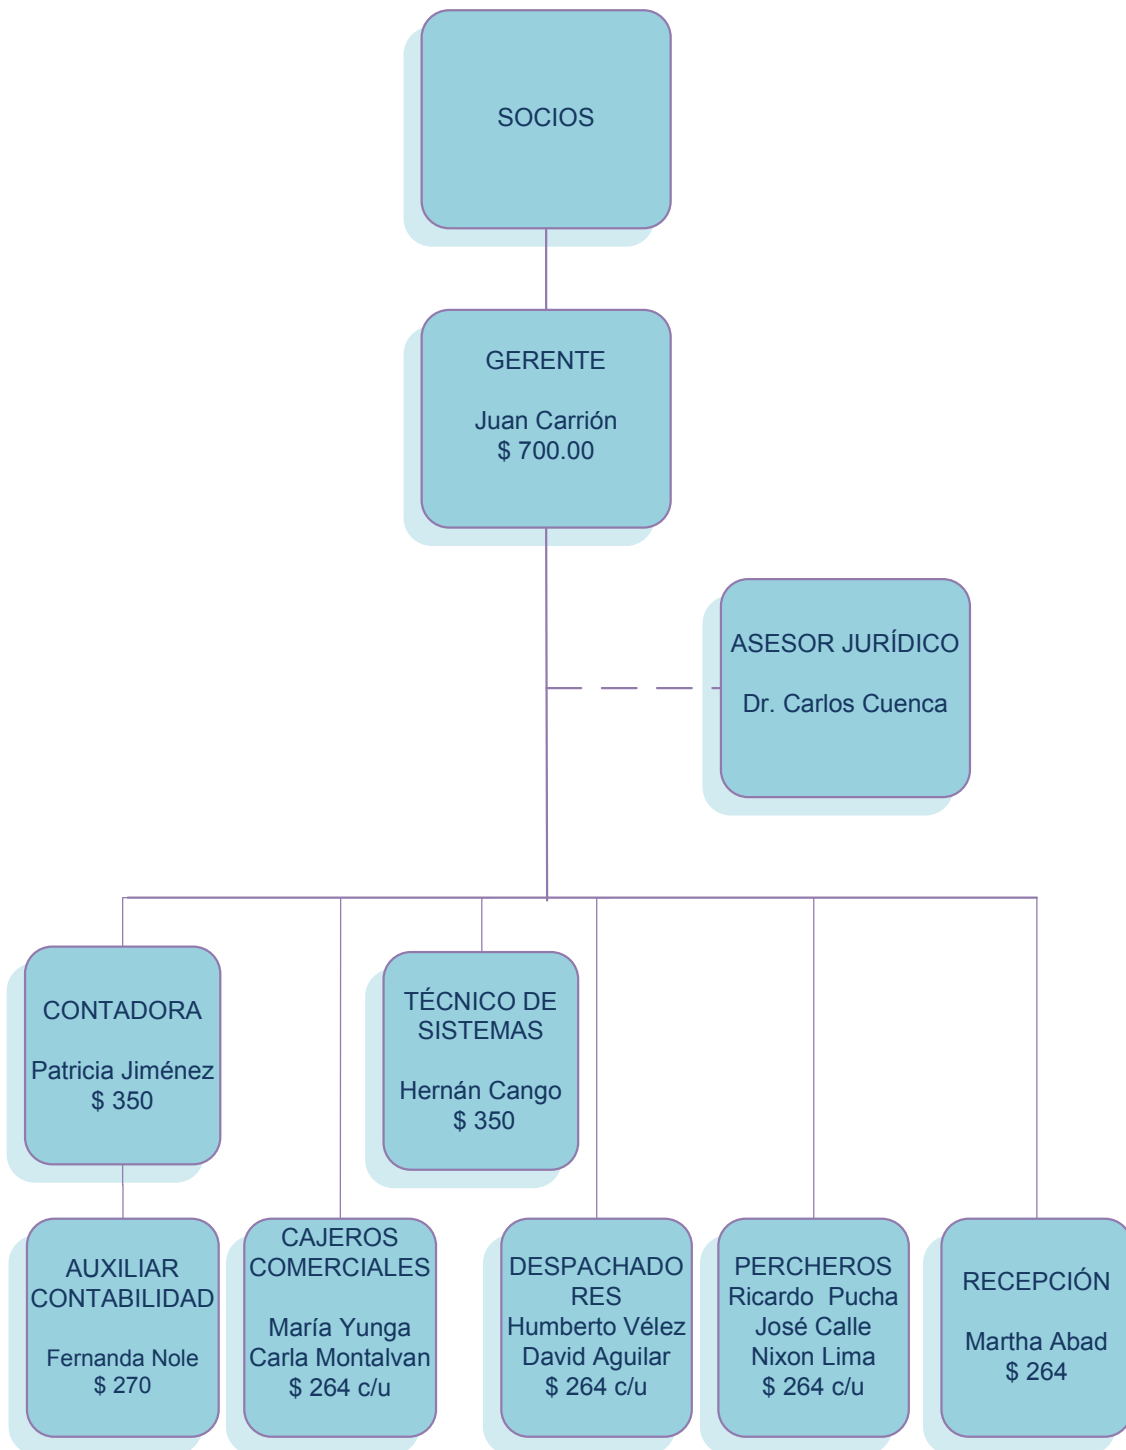 SOCIOS
GERENTE
Juan Carrión
$ 700.00
ASESOR JURÍDICO
Dr. Carlos Cuenca
CONTADORA
Patricia Jiménez
$ 350
TÉCNICO DE
SISTEMAS
Hernán Cango
$ 350
AUXILIAR
CONTABILIDAD
Fernanda Nole
$ 270
CAJEROS
COMERCIALES
María Yunga
Carla Montalvan
$ 264 c/u
DESPACHADO
RES
Humberto Vélez
David Aguilar
$ 264 c/u
PERCHEROS
Ricardo  Pucha
José Calle
Nixon Lima
$ 264 c/u
RECEPCIÓN
Martha Abad
$ 264